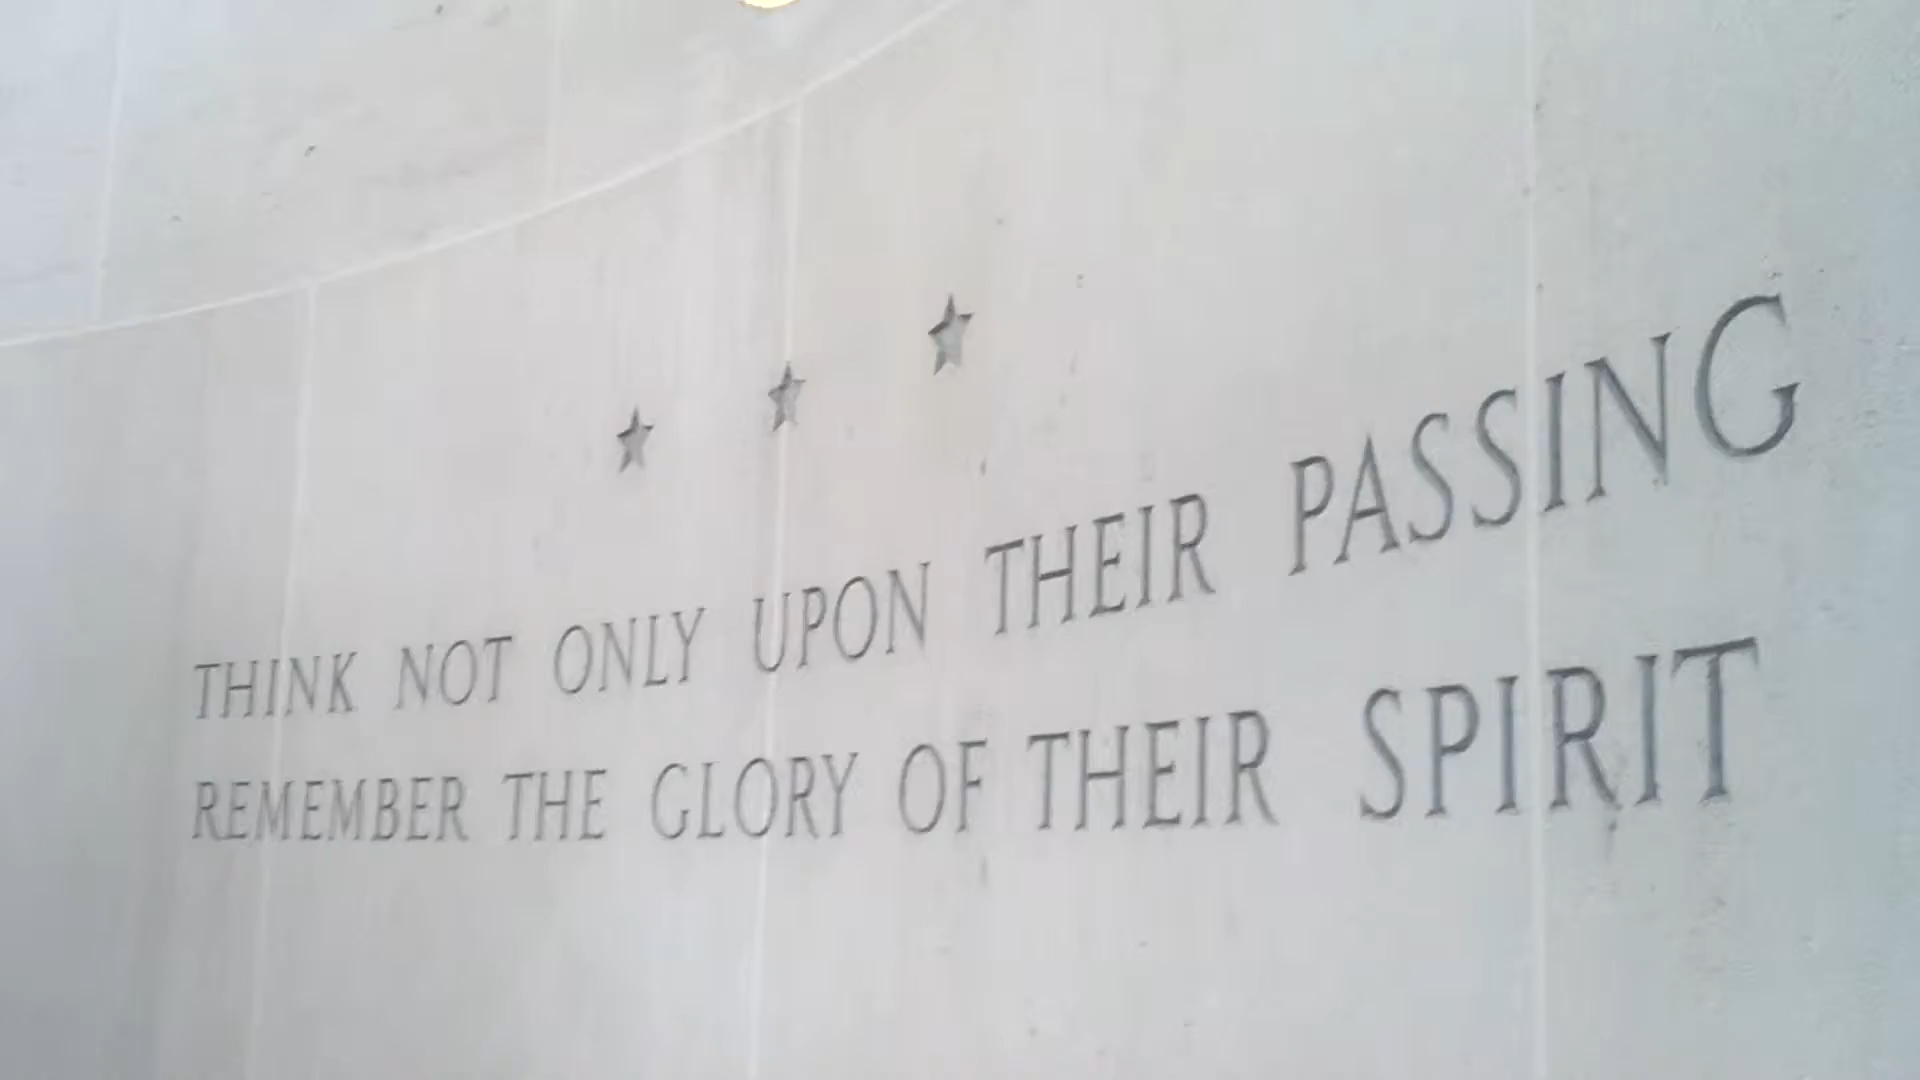 THINK NOT ONLY UPON THEIR PASSING
REMEMBER THE GLORY OF THEIR SPIRIT